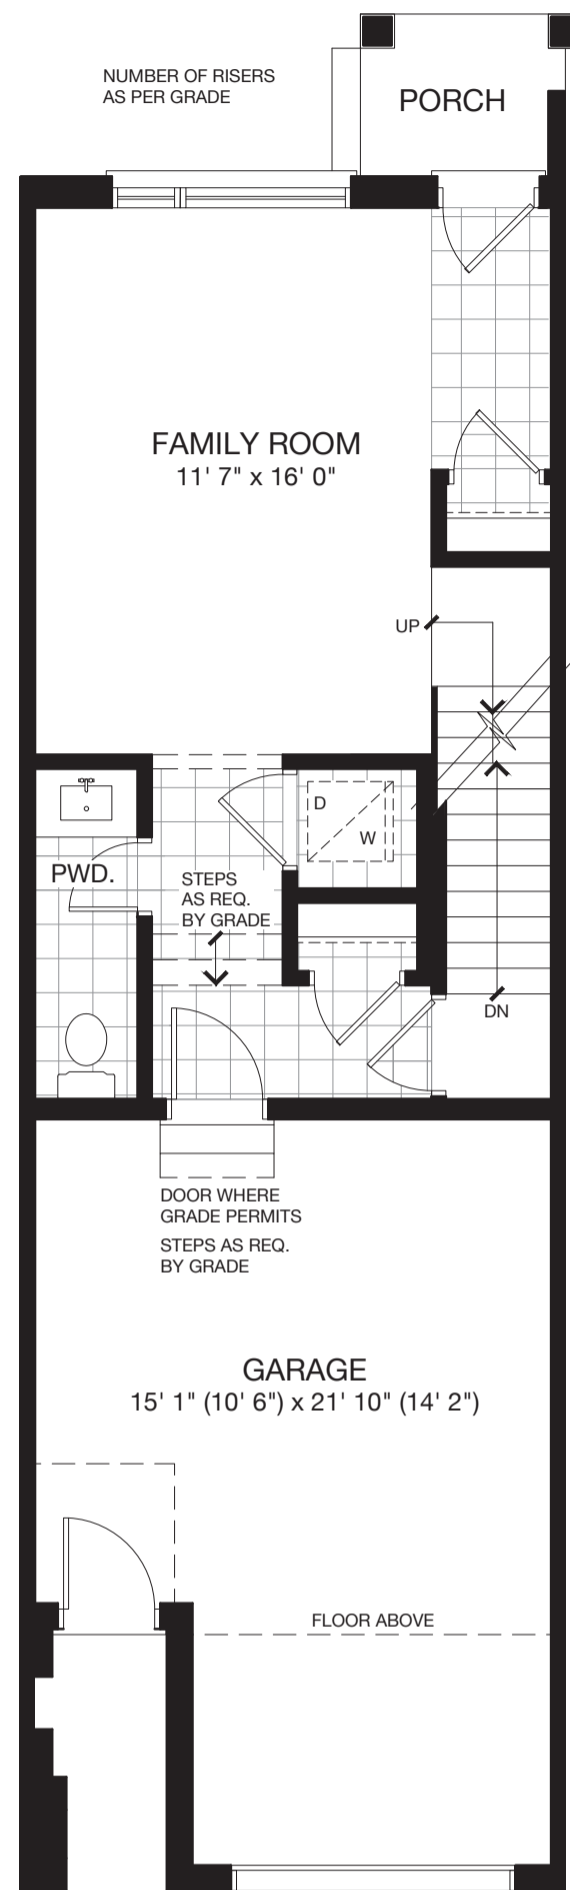 NUMBER OF RISERS
AS PER GRADE
PORCH
FAMILY ROOM
11' 7" x 16' 0"
UP
D
W
PWD.
STEPS
AS REQ.
BY GRADE
DN
DOOR WHERE
GRADE PERMITS
STEPS AS REQ.
BY GRADE
GARAGE
15' 1" (10' 6") x 21' 10" (14' 2")
FLOOR ABOVE